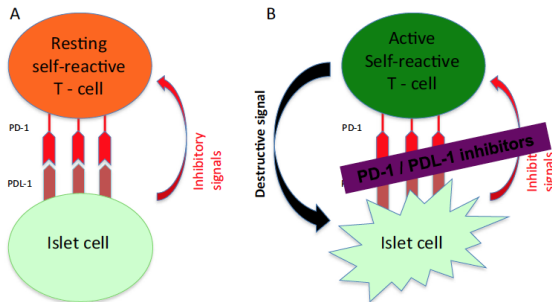 A
Resting
self-reactive
T - cell
PD-1
PDL-1
Inhibitory
signals
Islet cell
B
Active
Self-reactive
T - cell
Destructive signal
PD-1
PD-1 / PDL-1 inhibitors
signals
Islet cell